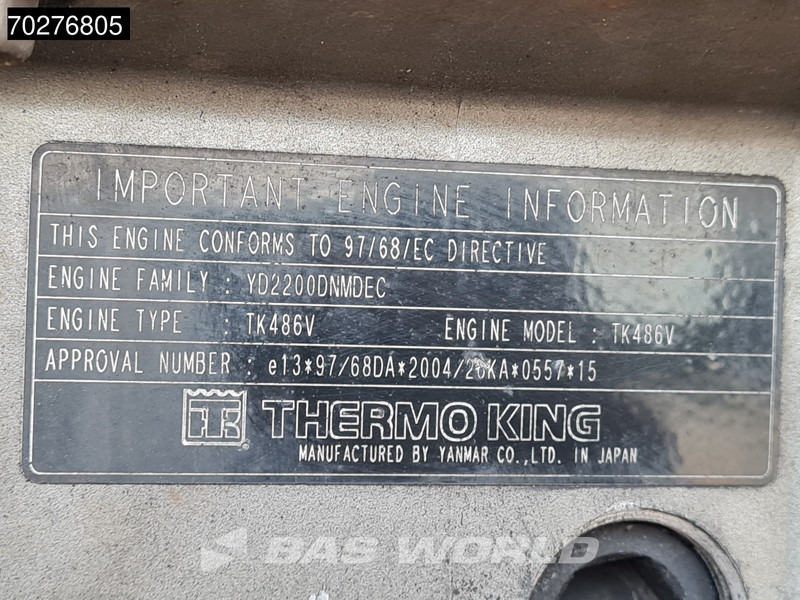 70276805
IMPORTANT ENGINE INFORMATION
THIS ENGINE CONFORMS TO 97/68/EC DIRECTIVE
ENGINE FAMILY : YD2200DNMDEC
ENGINE TYPE : TK486V ENGINE MODEL : TK486V
APPROVAL NUMBER : e13*97/68DA*2004/26KA*0557*15
TK THERMO KING
MANUFACTURED BY YANMAR CO.,LTD. IN JAPAN
BAS WORLD